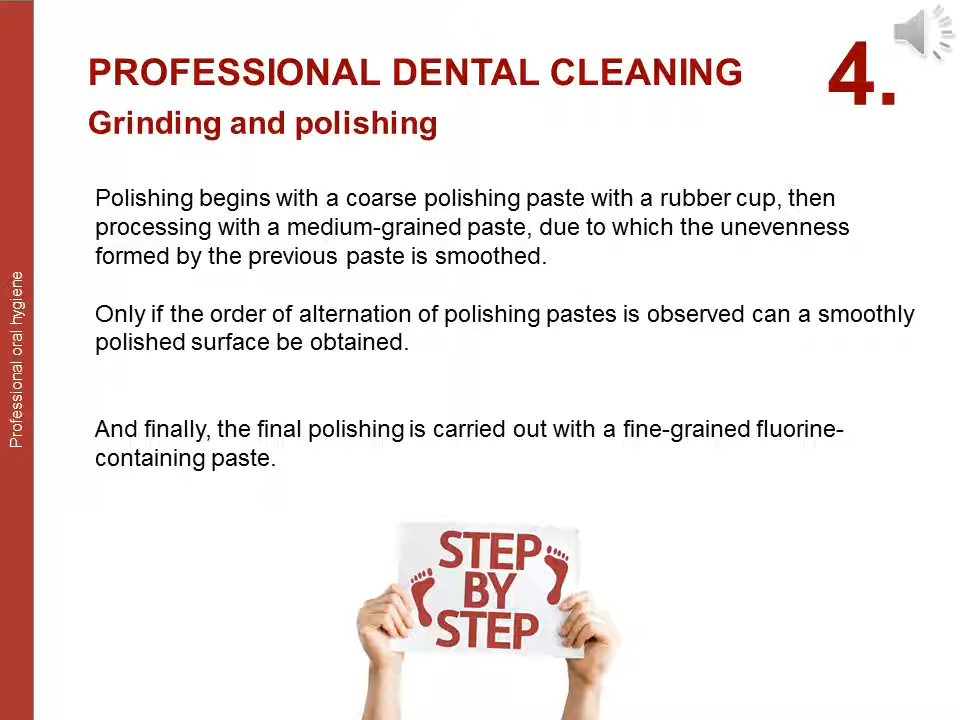 PROFESSIONAL DENTAL CLEANING
4.
Grinding and polishing
Polishing begins with a coarse polishing paste with a rubber cup, then
processing with a medium-grained paste, due to which the unevenness
formed by the previous paste is smoothed.
Only if the order of alternation of polishing pastes is observed can a smoothly
polished surface be obtained.
And finally, the final polishing is carried out with a fine-grained fluorine-
containing paste.
Professional oral hygiene
STEP
BY
STEP